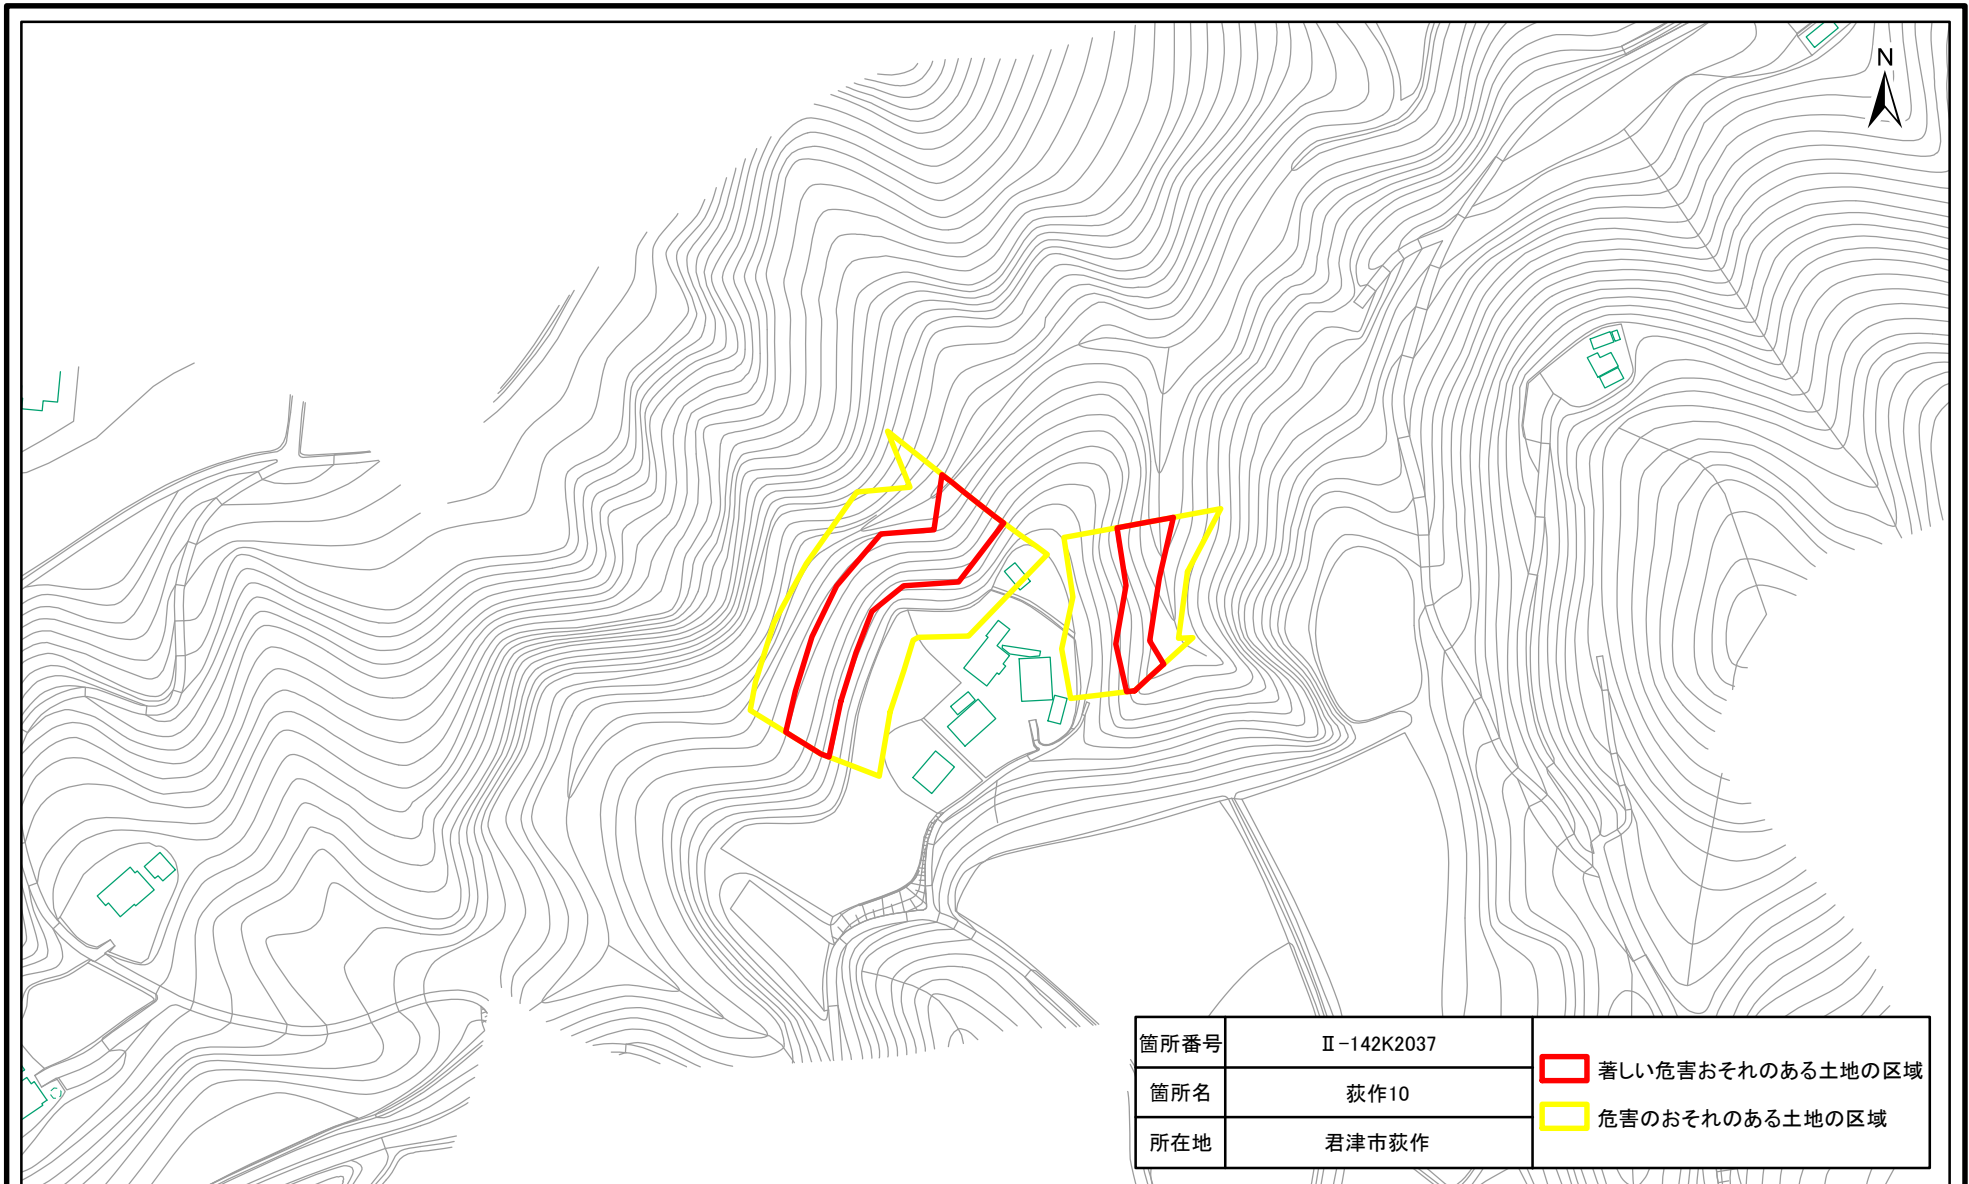 N
箇所番号 Ⅱ-142K2037
箇所名 荻作10
所在地 君津市荻作
著しい危害おそれのある土地の区域
危害のおそれのある土地の区域